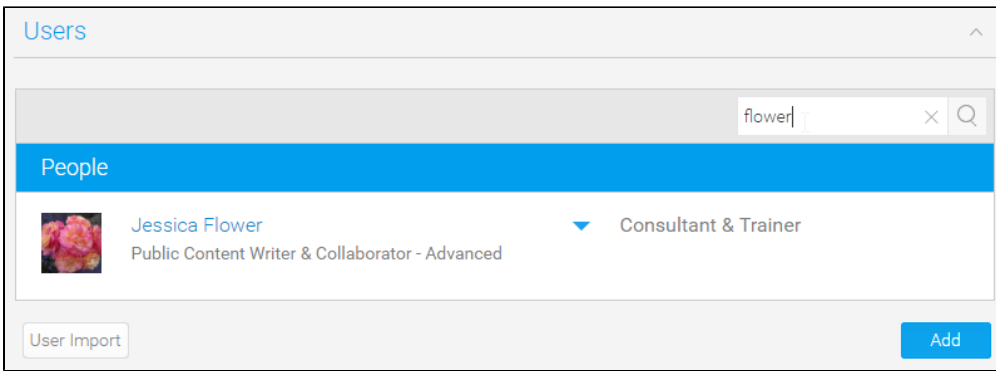 Users
flower
People
Jessica Flower
Consultant & Trainer
Public Content Writer & Collaborator - Advanced
User Import
Add